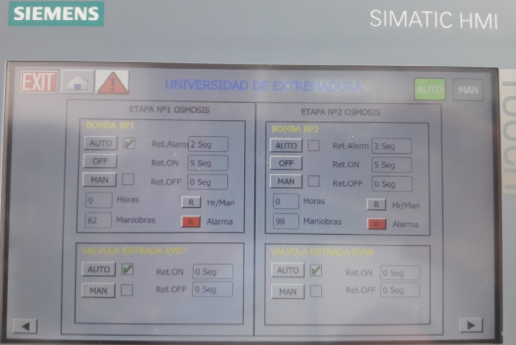 SIEMENS
SIMATIC HMI
EXIT
UNIVERSIDAD DE EXTREMADURA
AUTO
MAN
ETAPA Nº1 OSMOSIS
BOMBA BP1
AUTO Ret.Alarm 2 Seg
OFF Ret.ON 5 Seg
MAN Ret.OFF 0 Seg
0 Horas R Hr/Man
82 Maniobras R Alarma
VALVULA ENTRADA EV07
AUTO Ret.ON 0 Seg
MAN Ret.OFF 0 Seg
ETAPA Nº2 OSMOSIS
BOMBA BP2
AUTO Ret.Alarm 2 Seg
OFF Ret.ON 5 Seg
MAN Ret.OFF 0 Seg
0 Horas R Hr/Man
98 Maniobras R Alarma
VALVULA ENTRADA EV08
AUTO Ret.ON 0 Seg
MAN Ret.OFF 0 Seg
TOUCH